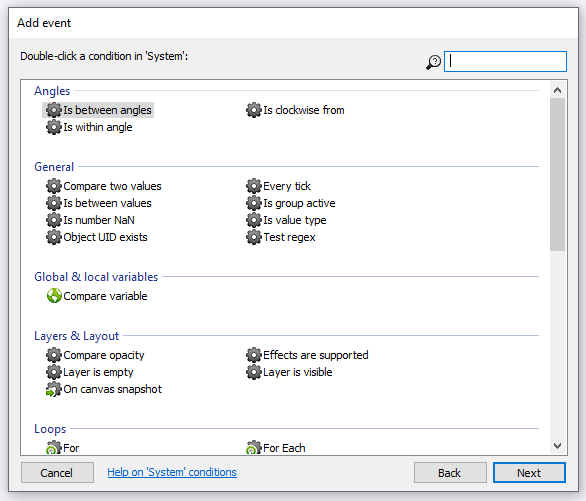 Add event
Double-click a condition in 'System':
Angles
Is between angles
Is clockwise from
Is within angle
General
Compare two values
Every tick
Is between values
Is group active
Is number NaN
Is value type
Object UID exists
Test regex
Global & local variables
Compare variable
Layers & Layout
Compare opacity
Effects are supported
Layer is empty
Layer is visible
On canvas snapshot
Loops
For
For Each
Cancel
Help on 'System' conditions
Back
Next